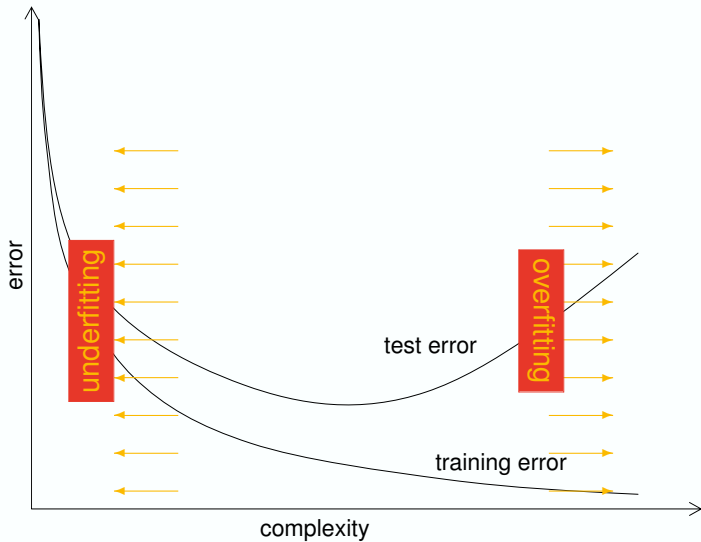 error
underfitting
overfitting
test error
training error
complexity